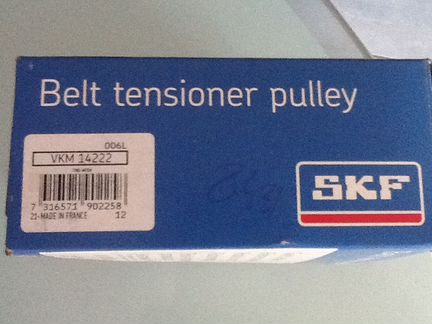 Belt tensioner pulley
006L
VKM 14222
7 316571 902258
21-MADE IN FRANCE 12
SKF